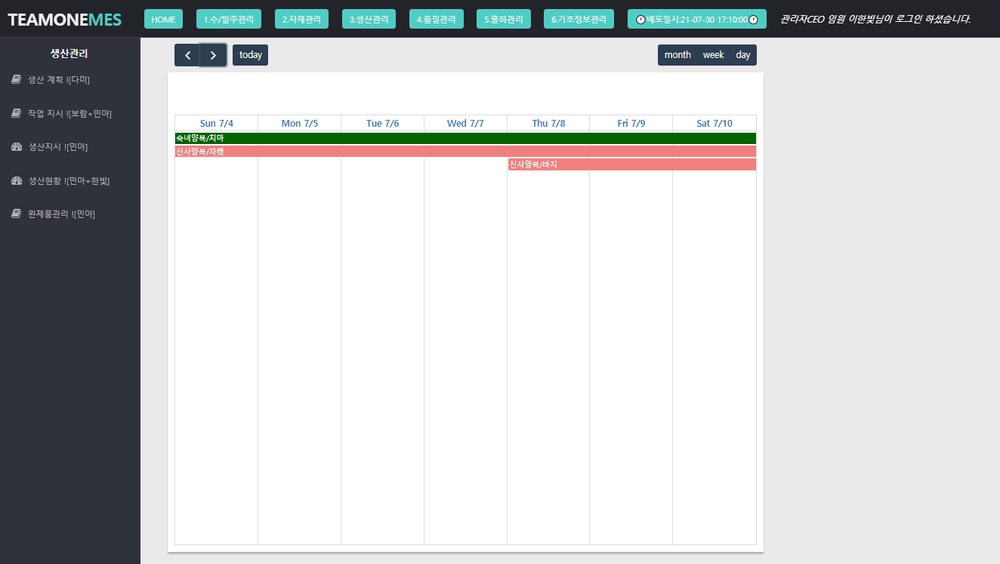 TEAMONEMES
HOME
1.수/발주관리
2.자재관리
3.생산관리
4.품질관리
5.출하관리
6.기초정보관리
배포일시:21-07-30 17:10:00
관리자CEO 임원 이한빛님이 로그인 하셨습니다.
생산관리
생산 계획 ![다미]
작업 지시 ![보람+민아]
생산지시 ![민아]
생산현황 ![민아+한빛]
완제품관리 ![민아]
today
month week day
Sun 7/4 Mon 7/5 Tue 7/6 Wed 7/7 Thu 7/8 Fri 7/9 Sat 7/10
숙녀양복/치마
신사양복/자켓
신사양복/바지